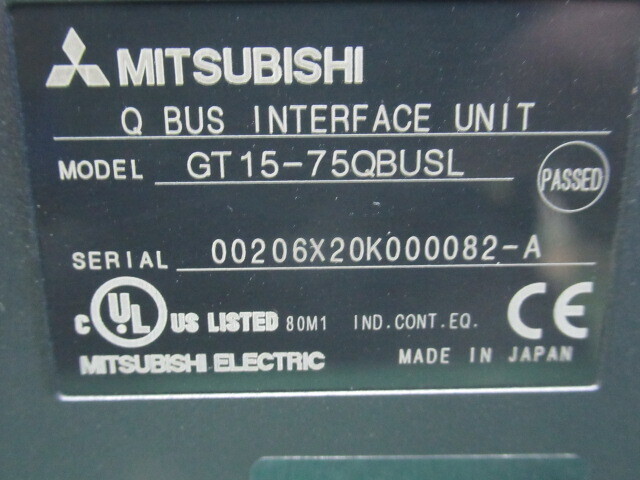 MITSUBISHI
Q BUS INTERFACE UNIT
MODEL GT15-75QBUSL
PASSED
SERIAL 00206X20K000082-A
C UL US LISTED 80M1 IND.CONT.EQ. CE
MITSUBISHI ELECTRIC MADE IN JAPAN